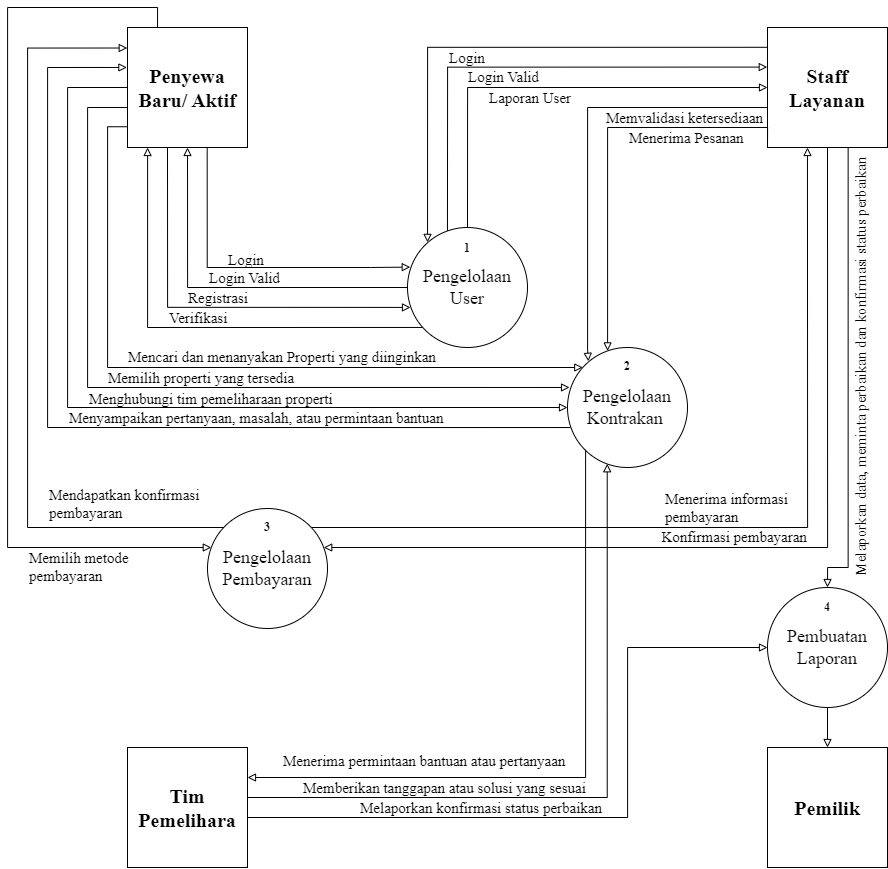 Penyewa
Baru/ Aktif
Staff
Layanan
Login
Login Valid
Laporan User
Memvalidasi ketersediaan
Menerima Pesanan
Melaporkan data, meminta perbaikan dan konfirmasi status perbaikan
1
Pengelolaan
User
Login
Login Valid
Registrasi
Verifikasi
Mencari dan menanyakan Properti yang diinginkan
Memilih properti yang tersedia
Menghubungi tim pemeliharaan properti
Menyampaikan pertanyaan, masalah, atau permintaan bantuan
2
Pengelolaan
Kontrakan
Mendapatkan konfirmasi
pembayaran
Menerima informasi
pembayaran
Konfirmasi pembayaran
3
Pengelolaan
Pembayaran
Memilih metode
pembayaran
4
Pembuatan
Laporan
Menerima permintaan bantuan atau pertanyaan
Memberikan tanggapan atau solusi yang sesuai
Melaporkan konfirmasi status perbaikan
Tim
Pemelihara
Pemilik